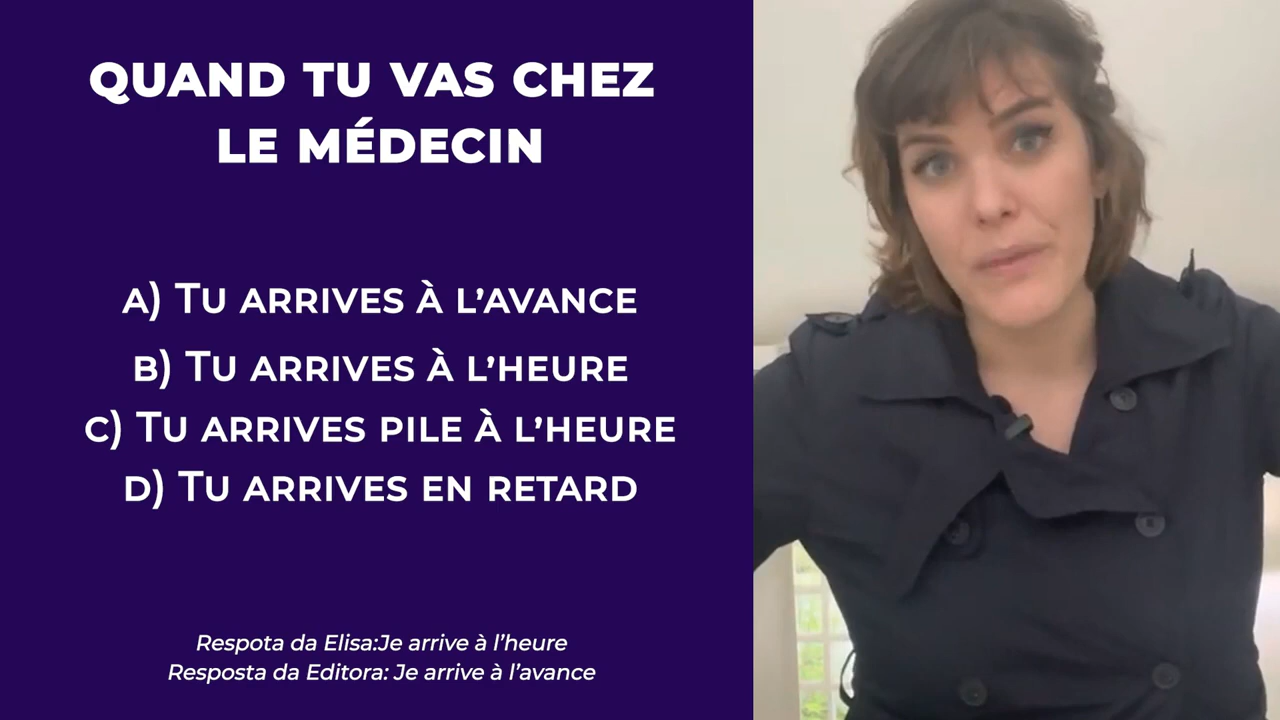 QUAND TU VAS CHEZ
LE MÉDECIN
A) TU ARRIVES À L'AVANCE
B) TU ARRIVES À L'HEURE
C) TU ARRIVES PILE À L'HEURE
D) TU ARRIVES EN RETARD
Respota da Elisa:Je arrive à l'heure
Resposta da Editora: Je arrive à l'avance